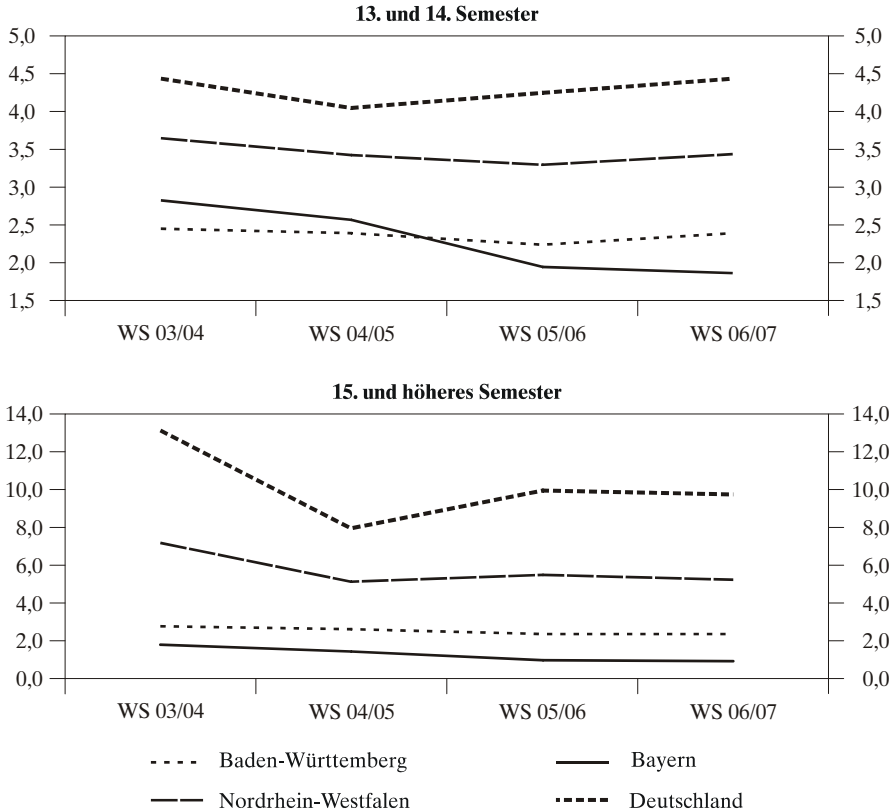 13. und 14. Semester
5,0 5,0
4,5 4,5
4,0 4,0
3,5 3,5
3,0 3,0
2,5 2,5
2,0 2,0
1,5 1,5
WS 03/04 WS 04/05 WS 05/06 WS 06/07
15. und höheres Semester
14,0 14,0
12,0 12,0
10,0 10,0
8,0 8,0
6,0 6,0
4,0 4,0
2,0 2,0
0,0 0,0
WS 03/04 WS 04/05 WS 05/06 WS 06/07
Baden-Württemberg Bayern
Nordrhein-Westfalen Deutschland